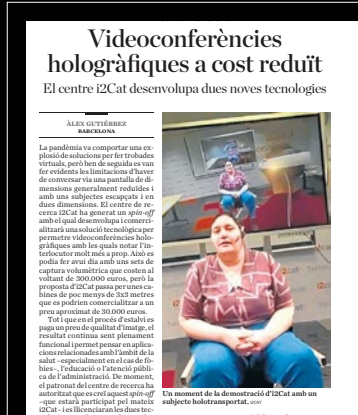 Videoconferències
hologràfiques a cost reduït
El centre i2Cat desenvolupa dues noves tecnologies
ÀLEX GUTIÉRREZ
BARCELONA
La pandèmia va comportar una ex-
plosió de solucions per fer trobades
virtuals, però ben de seguida es van
fer evidents les limitacions d'haver
de conversar via una pantalla de di-
mensions generalment reduïdes i
amb uns subjectes escapçats i en
dues dimensions. El centre de re-
cerca i2Cat ha generat un spin-off
amb el qual desenvolupa i comerci-
alitzarà una solució tecnològica per
permetre videoconferències holo-
gràfiques amb les quals notar l'in-
terlocutor molt més a prop. Això es
podia fer avui dia amb uns sets de
captura volumètrica que costen al
voltant de 300.000 euros, però la
proposta d'i2Cat passa per unes ca-
bines de poc menys de 3x3 metres
que es podrien comercialitzar a un
preu aproximat de 30.000 euros.
Tot i que en el procés d'estalvi es
paga un preu de qualitat d'imatge, el
resultat continua sent plenament
funcional i permet pensar en aplica-
cions relacionades amb l'àmbit de la
salut –especialment en el cas de fò-
bies–, l'educació o l'atenció públi-
ca de l'administració. De moment,
el patronat del centre de recerca ha
autoritzat que es creï aquest spin-off
–que estarà participat pel mateix
i2Cat– i es llicenciaran les dues tec-
Un moment de la demostració d'i2Cat amb un
subjecte holotransportat. I2CAT